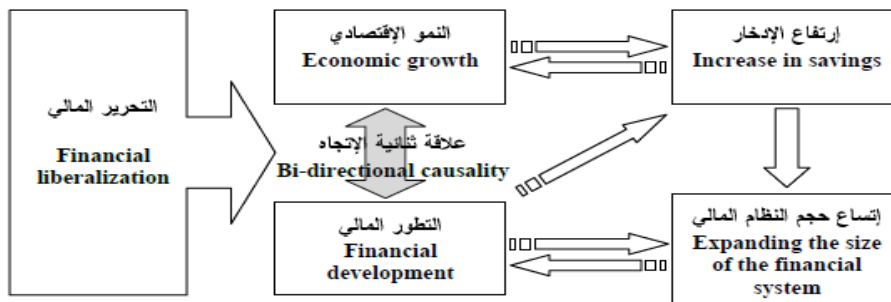 التحرير المالي
Financial
liberalization
النمو الإقتصادي
Economic growth
علاقة ثنائية الإتجاه
Bi-directional causality
التطور المالي
Financial
development
إرتفاع الإدخار
Increase in savings
إتساع حجم النظام المالي
Expanding the size
of the financial
system